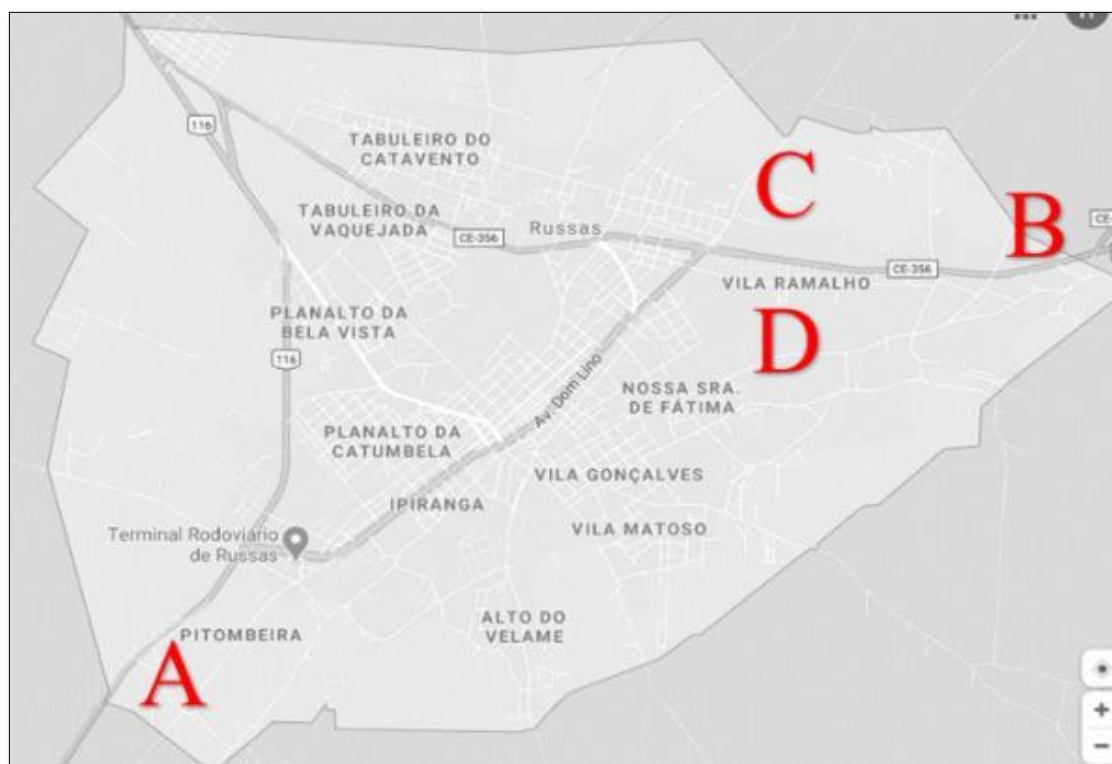 116
TABULEIRO DO
CATAVENTO
C
TABULEIRO DA
VAQUEJADA
B
CE-
Russas
CE-356
CE-356
VILA RAMALHO
PLANALTO DA
BELA VISTA
D
116
Av. Dom Lino
NOSSA SRA.
DE FÁTIMA
PLANALTO DA
CATUMBELA
VILA GONÇALVES
IPIRANGA
VILA MATOSO
Terminal Rodoviário
de Russas
ALTO DO
VELAME
PITOMBEIRA
A